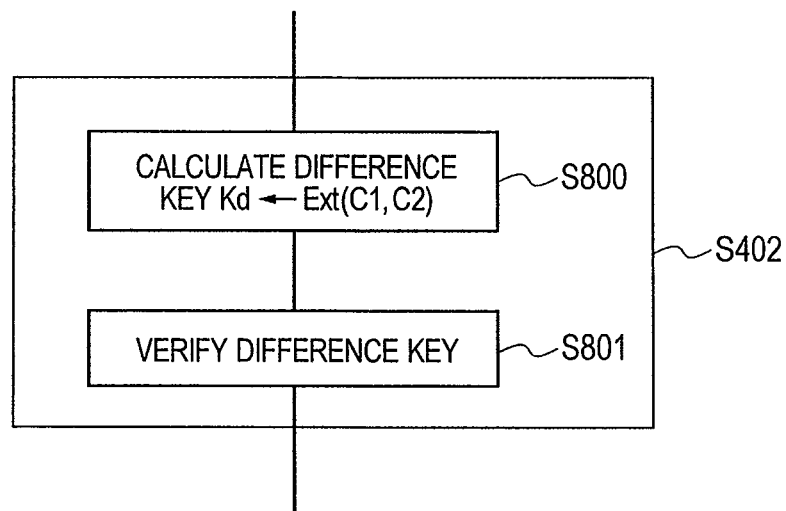 CALCULATE DIFFERENCE
KEY Kd ← Ext(C1, C2)
S800
S402
VERIFY DIFFERENCE KEY
S801